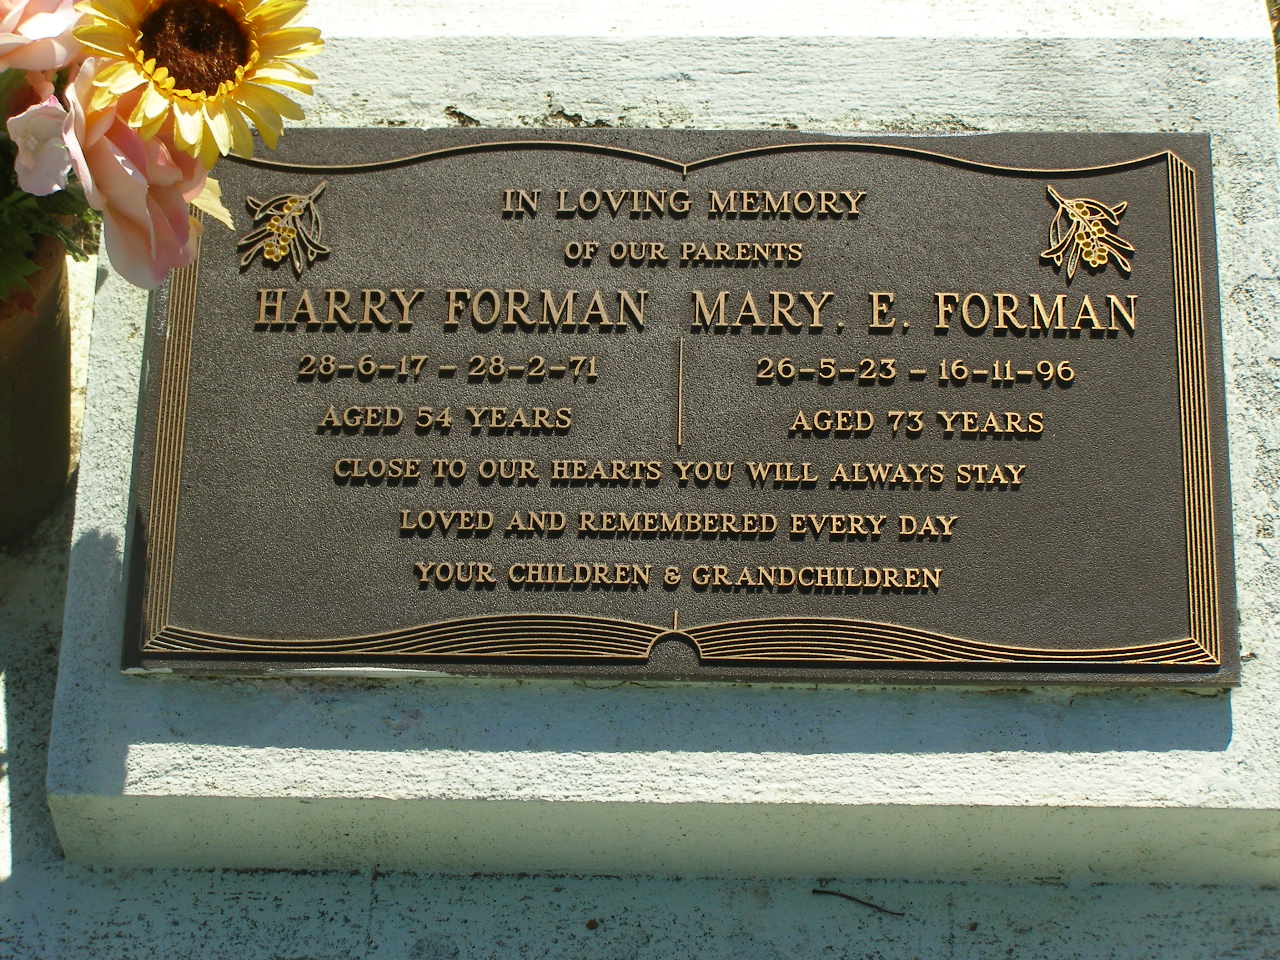 IN LOVING MEMORY
OF OUR PARENTS
HARRY FORMAN MARY. E. FORMAN
28-6-17 - 28-2-71 26-5-23 - 16-11-96
AGED 54 YEARS AGED 73 YEARS
CLOSE TO OUR HEARTS YOU WILL ALWAYS STAY
LOVED AND REMEMBERED EVERY DAY
YOUR CHILDREN & GRANDCHILDREN